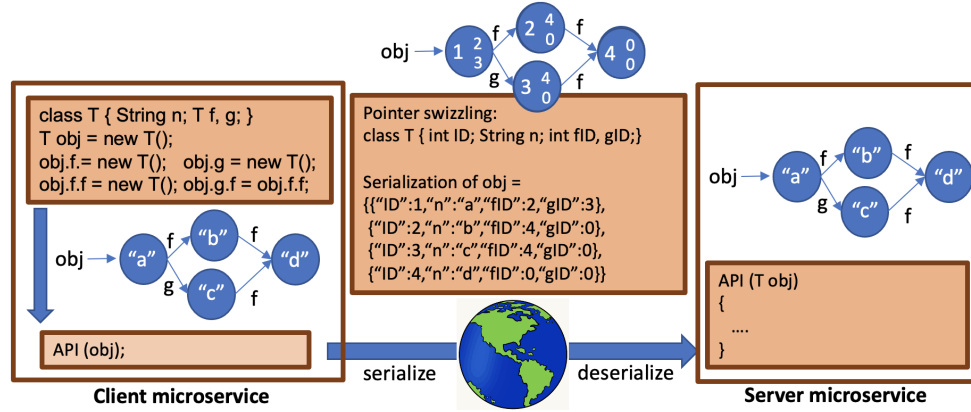 obj
1 2 3
f
2 4 0
f
4 0 0
g
3 4 0
f
class T { String n; T f, g; }
T obj = new T();
obj.f.= new T();   obj.g = new T();
obj.f.f = new T(); obj.g.f = obj.f.f;
obj
“a”
f
“b”
f
“d”
g
“c”
f
API (obj);
Client microservice
Pointer swizzling:
class T { int ID; String n; int fID, gID;}
Serialization of obj =
{{“ID”:1,“n”:“a”,“fID”:2,“gID”:3},
{“ID”:2,“n”:“b”,“fID”:4,“gID”:0},
{“ID”:3,“n”:“c”,“fID”:4,“gID”:0},
{“ID”:4,“n”:“d”,“fID”:0,“gID”:0}}
serialize
deserialize
obj
“a”
f
“b”
f
“d”
g
“c”
f
API (T obj)
{
....
}
Server microservice